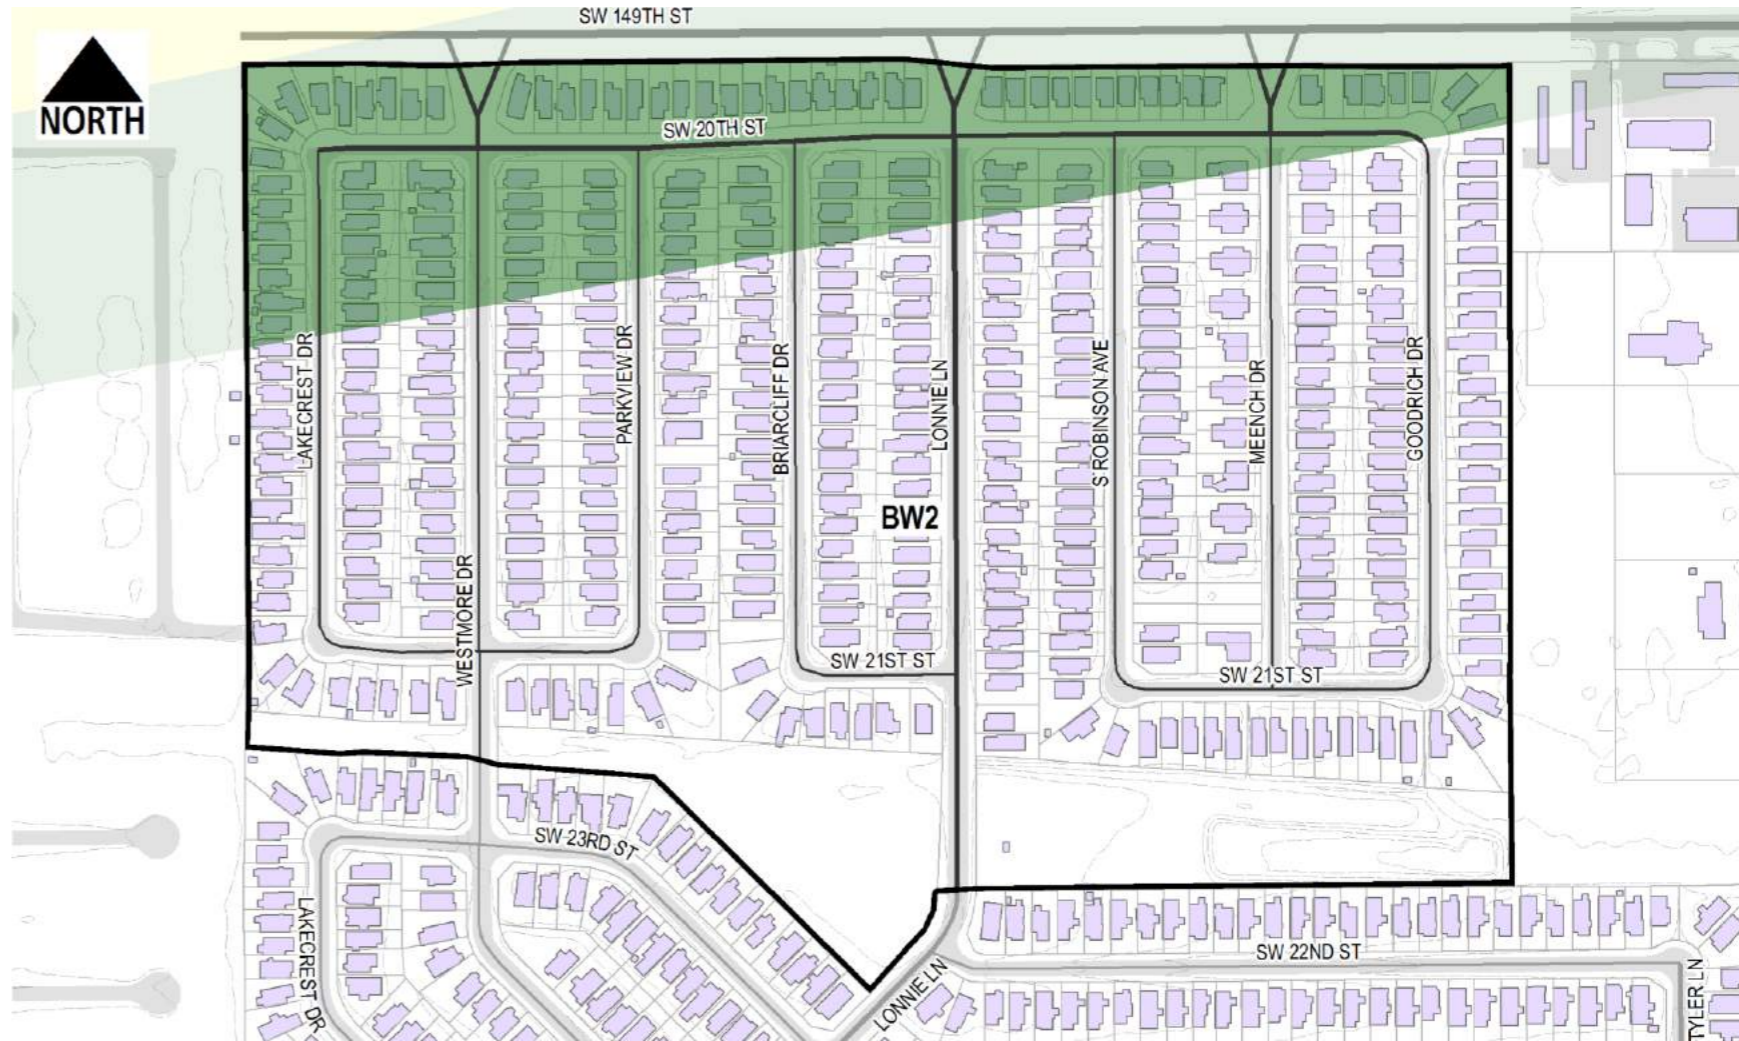 SW 149TH ST
NORTH
SW 20TH ST
LAKECREST DR
PARKVIEW DR
BRIARCLIFF DR
LONNIE LN
S ROBINSON AVE
MEENCH DR
GOODRICH DR
BW2
WESTMORE DR
SW 21ST ST
SW 21ST ST
SW 23RD ST
LAKECREST DR
LONNIE LN
SW 22ND ST
TYLER LN